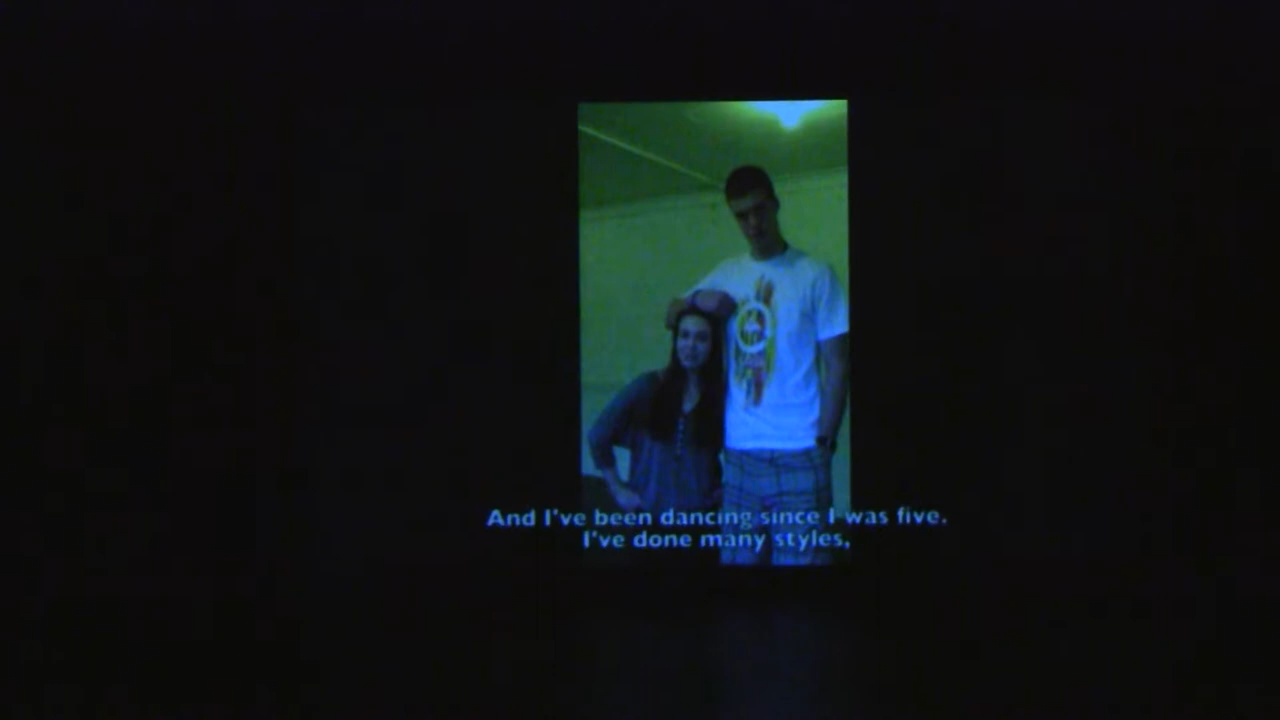 And I've been dancing since I was five.
I've done many styles,